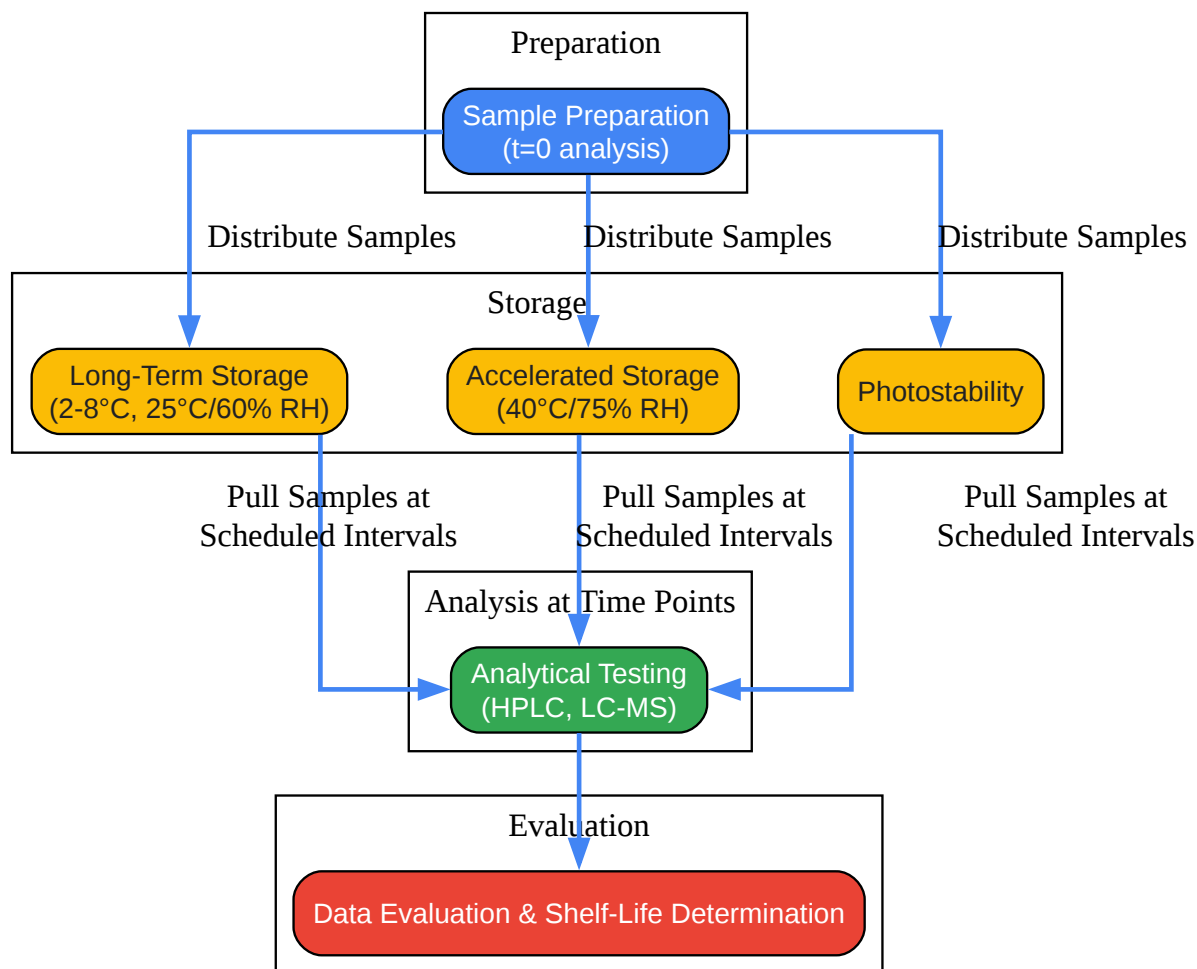 Preparation
Sample Preparation
(t=0 analysis)
Distribute Samples
Distribute Samples
Distribute Samples
Storage
Long-Term Storage
(2-8°C, 25°C/60% RH)
Accelerated Storage
(40°C/75% RH)
Photostability
Pull Samples at
Scheduled Intervals
Pull Samples at
Scheduled Intervals
Pull Samples at
Scheduled Intervals
Analysis at Time Points
Analytical Testing
(HPLC, LC-MS)
Evaluation
Data Evaluation & Shelf-Life Determination